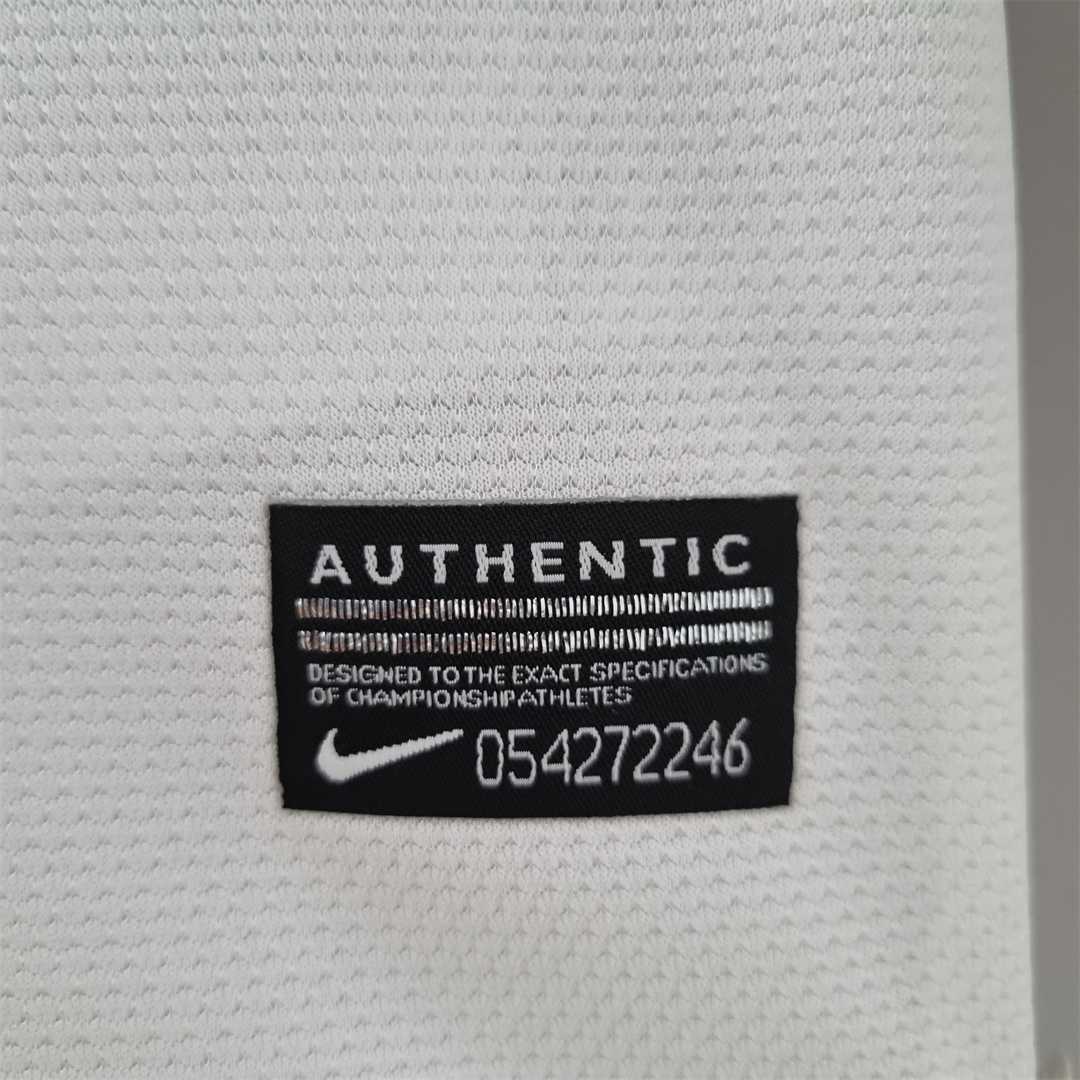 AUTHENTIC
DESIGNED TO THE EXACT SPECIFICATIONS
OF CHAMPIONSHIP ATHLETES
054272246